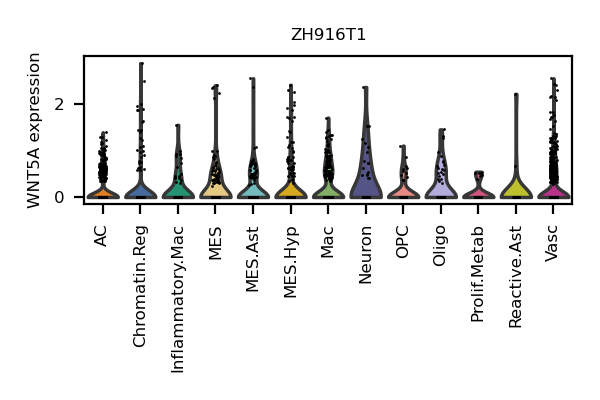 ZH916T1
WNT5A expression
2
0
AC
Chromatin.Reg
Inflammatory.Mac
MES
MES.Ast
MES.Hyp
Mac
Neuron
OPC
Oligo
Prolif.Metab
Reactive.Ast
Vasc